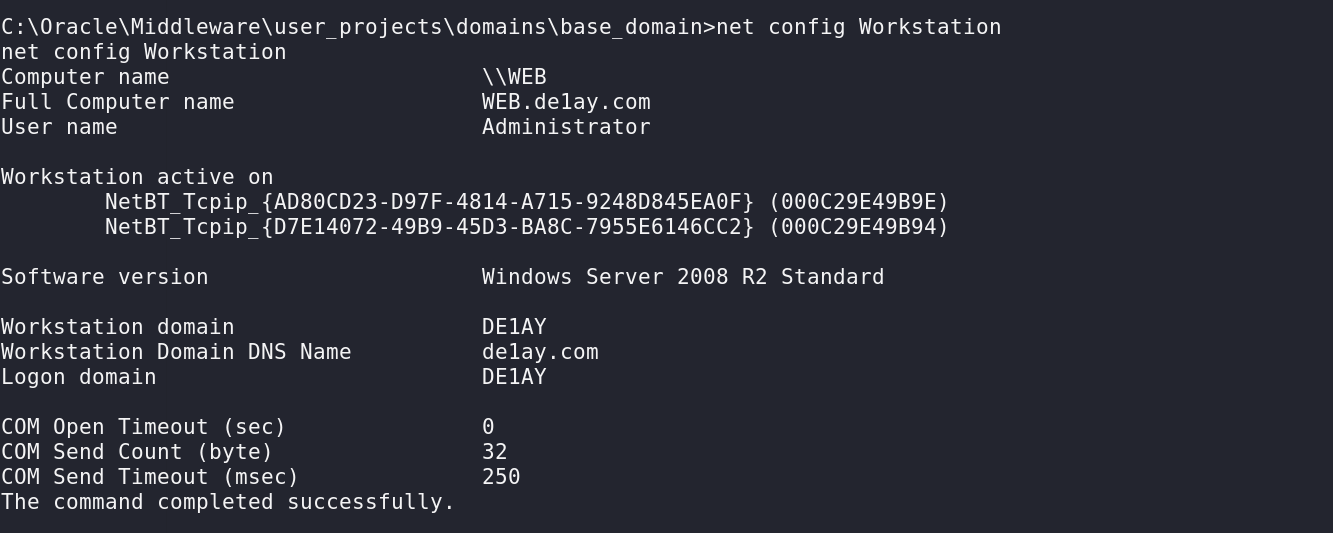 C:\Oracle\Middleware\user_projects\domains\base_domain>net config Workstation
net config Workstation
Computer name                        \\WEB
Full Computer name                   WEB.de1ay.com
User name                            Administrator

Workstation active on
        NetBT_Tcpip_{AD80CD23-D97F-4814-A715-9248D845EA0F} (000C29E49B9E)
        NetBT_Tcpip_{D7E14072-49B9-45D3-BA8C-7955E6146CC2} (000C29E49B94)

Software version                     Windows Server 2008 R2 Standard

Workstation domain                   DE1AY
Workstation Domain DNS Name          de1ay.com
Logon domain                         DE1AY

COM Open Timeout (sec)               0
COM Send Count (byte)                32
COM Send Timeout (msec)              250
The command completed successfully.